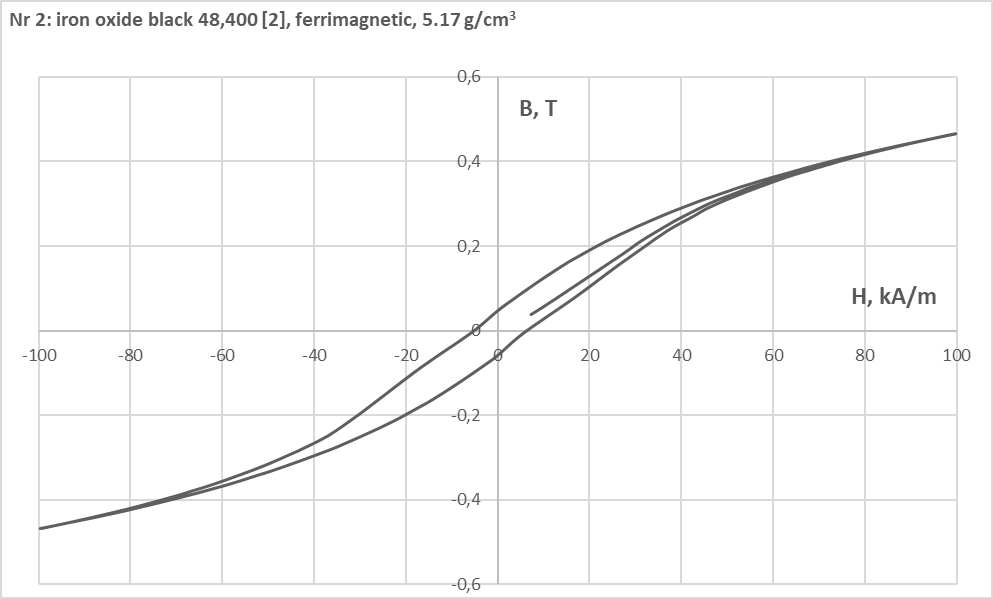 Nr 2: iron oxide black 48,400 [2], ferrimagnetic, 5.17 g/cm³
0,6
B, T
0,4
0,2
H, kA/m
0
-100 -80 -60 -40 -20 0 20 40 60 80 100
-0,2
-0,4
-0,6